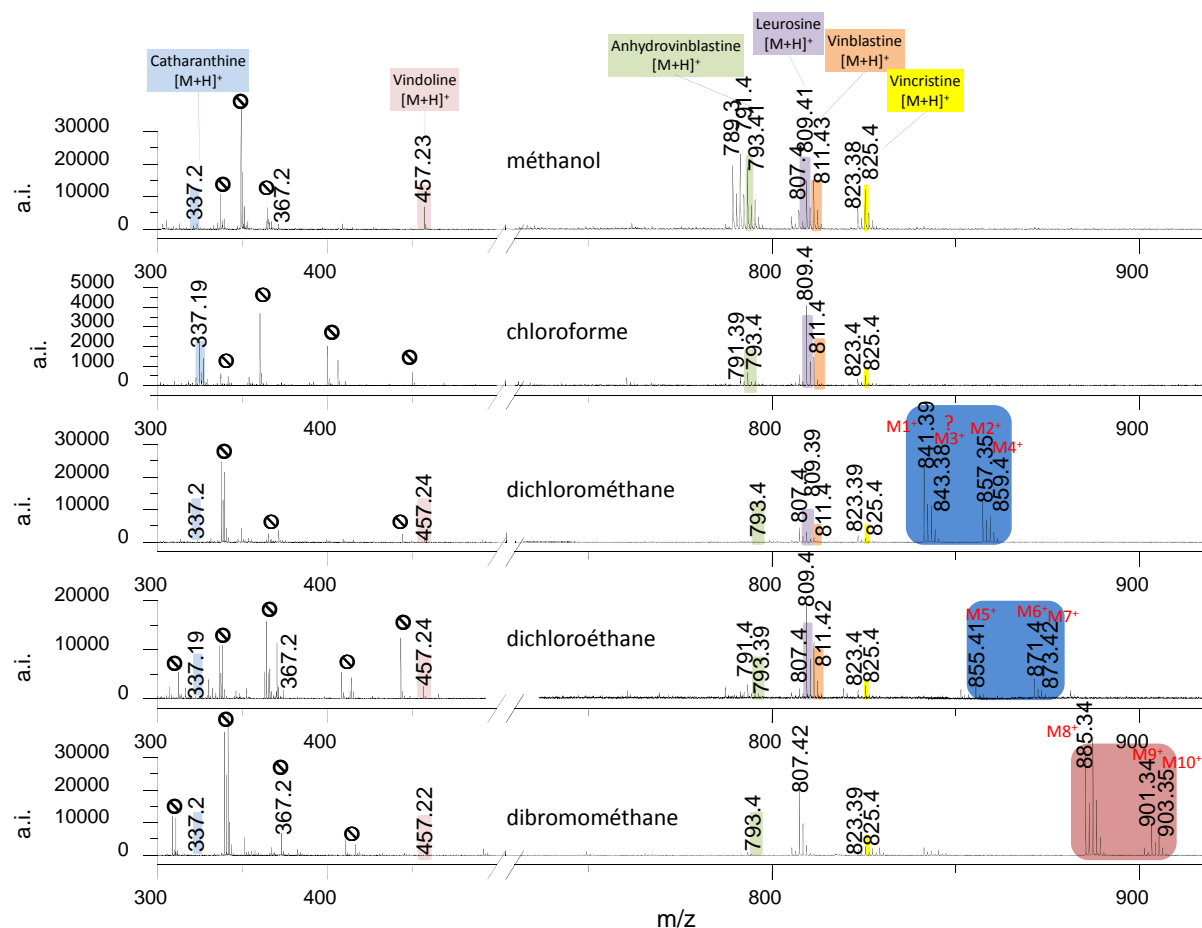 Catharanthine
[M+H]⁺
Vindoline
[M+H]⁺
Anhydrovinblastine
[M+H]⁺
Leurosine
[M+H]⁺
Vinblastine
[M+H]⁺
Vincristine
[M+H]⁺
a.i.
30000
20000
10000
0
337.2
367.2
457.23
méthanol
789.3
791.4
793.41
807.4
809.41
811.43
823.38
825.4
300
400
800
900
a.i.
5000
4000
3000
2000
1000
0
337.19
chloroforme
791.39
793.4
809.4
811.4
823.4
825.4
300
400
800
900
a.i.
30000
20000
10000
0
337.2
457.24
dichlorométhane
793.4
807.4
809.39
811.4
823.39
825.4
M1⁺
?
M3⁺
M2⁺
M4⁺
841.39
843.38
857.35
859.4
300
400
800
900
a.i.
20000
10000
0
337.19
367.2
457.24
dichloroéthane
791.4
793.39
807.4
809.4
811.42
823.4
825.4
M5⁺
M6⁺
M7⁺
855.41
871.4
873.42
300
400
800
900
a.i.
30000
20000
10000
0
337.2
367.2
457.22
dibromométhane
793.4
807.42
823.39
825.4
M8⁺
M9⁺
M10⁺
885.34
901.34
903.35
300
400
800
900
m/z